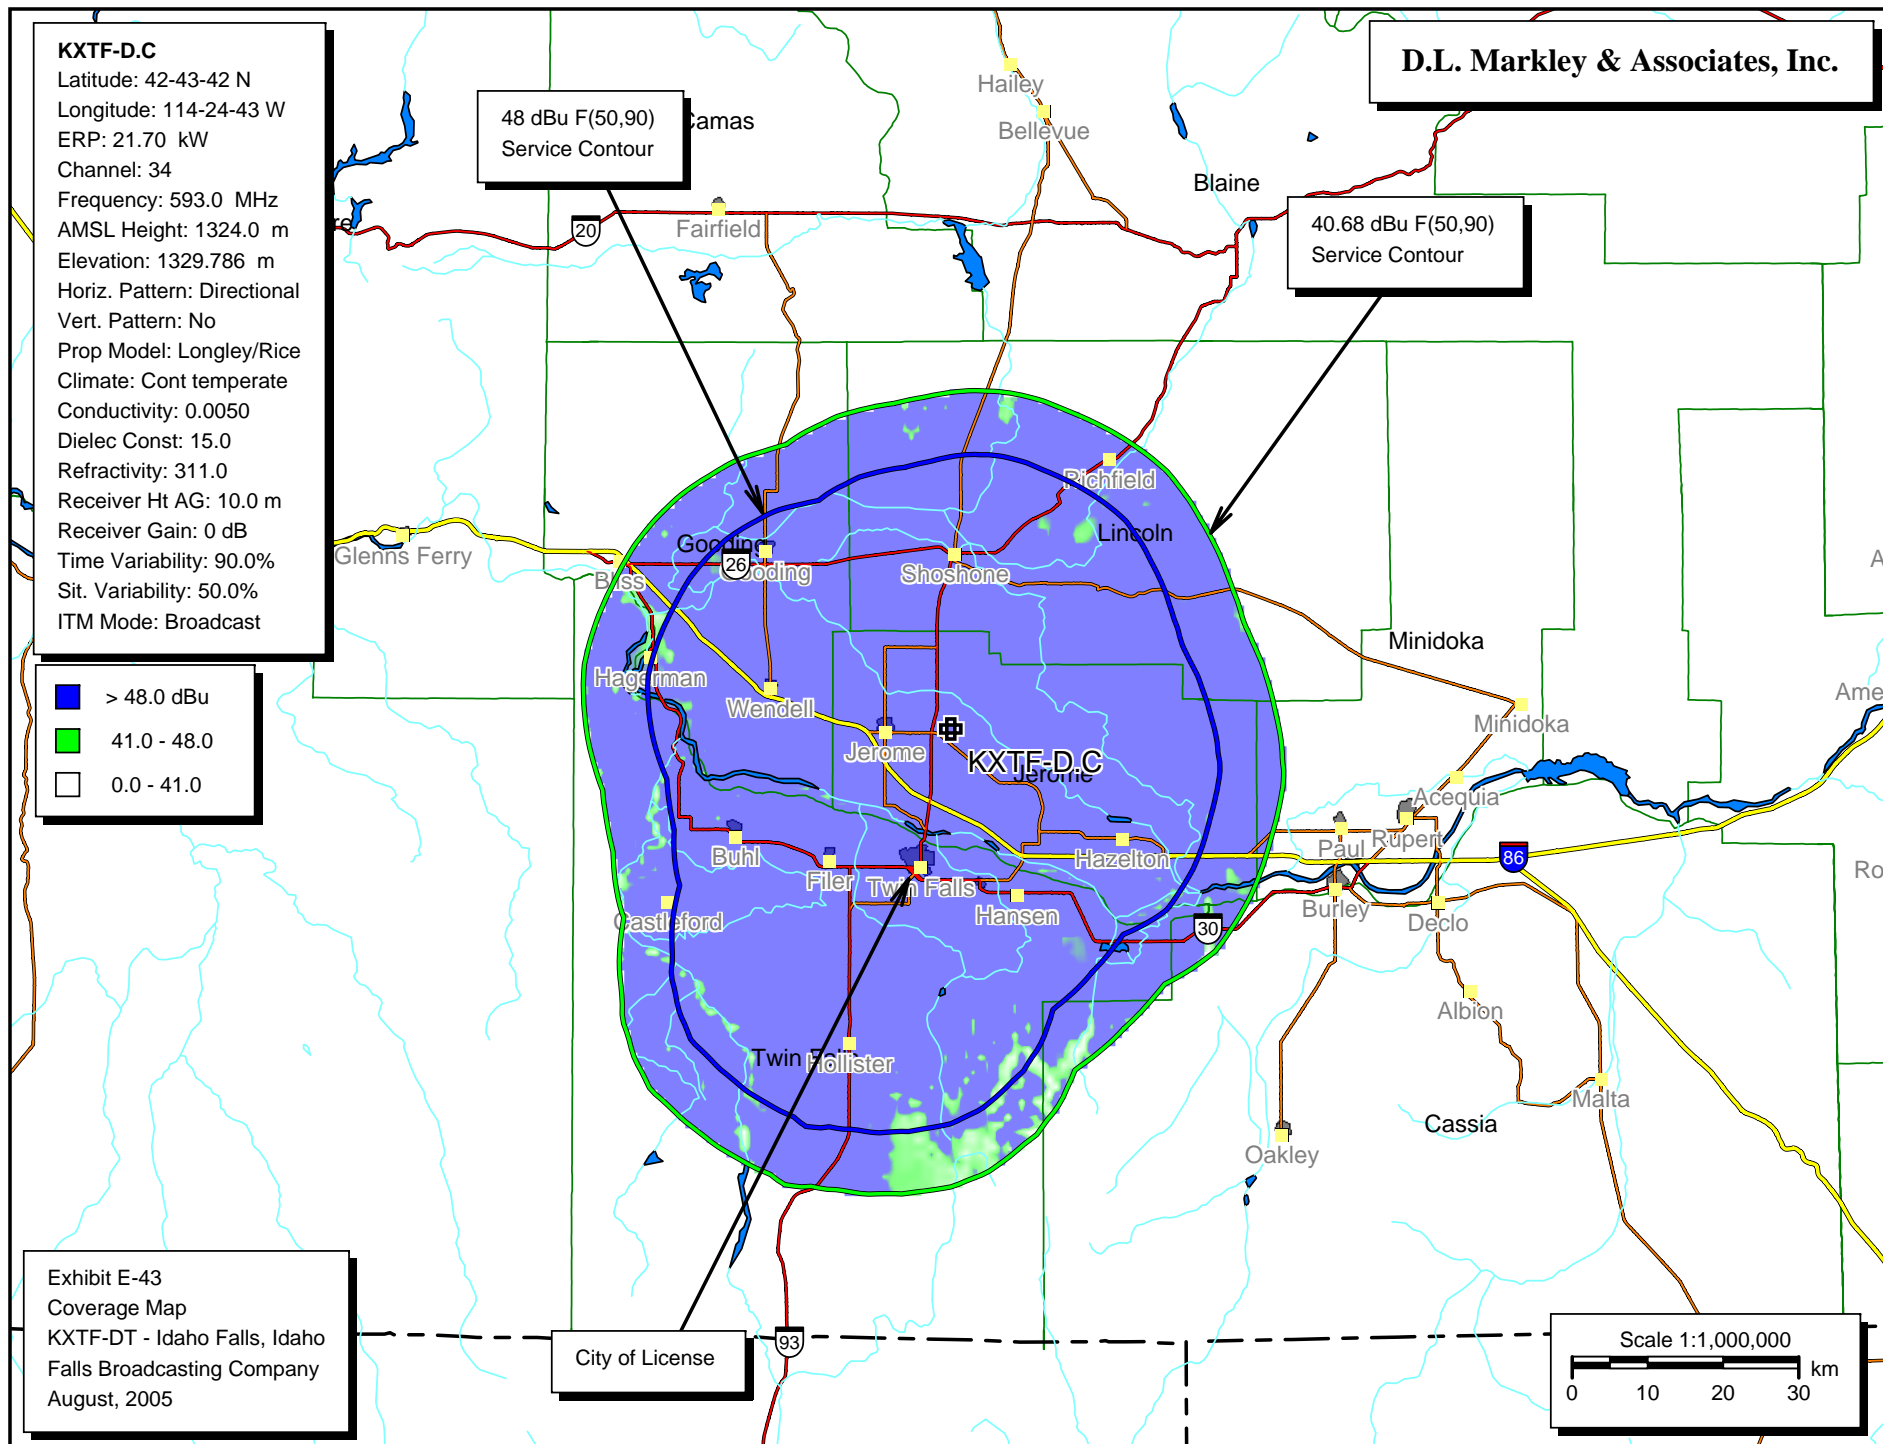 KXTF-D.C
Latitude: 42-43-42 N
Longitude: 114-24-43 W
ERP: 21.70 kW
Channel: 34
Frequency: 593.0 MHz
AMSL Height: 1324.0 m
Elevation: 1329.786 m
Horiz. Pattern: Directional
Vert. Pattern: No
Prop Model: Longley/Rice
Climate: Cont temperate
Conductivity: 0.0050
Dielec Const: 15.0
Refractivity: 311.0
Receiver Ht AG: 10.0 m
Receiver Gain: 0 dB
Time Variability: 90.0%
Sit. Variability: 50.0%
ITM Mode: Broadcast
> 48.0 dBu
41.0 - 48.0
0.0 - 41.0
D.L. Markley & Associates, Inc.
48 dBu F(50,90)
Service Contour
40.68 dBu F(50,90)
Service Contour
Camas
Hailey
Bellevue
Blaine
20
Fairfield
Richfield
Lincoln
Glenns Ferry
Gooding
26
Gooding
Shoshone
Bliss
Minidoka
Hagerman
Wendell
Minidoka
Jerome
KXTF-D.C
Jerome
Acequia
Paul
Rupert
86
Buhl
Filer
Twin Falls
Hansen
Hazelton
Castleford
30
Burley
Declo
Albion
Twin Falls
Hollister
Malta
Cassia
Oakley
93
City of License
Exhibit E-43
Coverage Map
KXTF-DT - Idaho Falls, Idaho
Falls Broadcasting Company
August, 2005
Scale 1:1,000,000
km
0 10 20 30